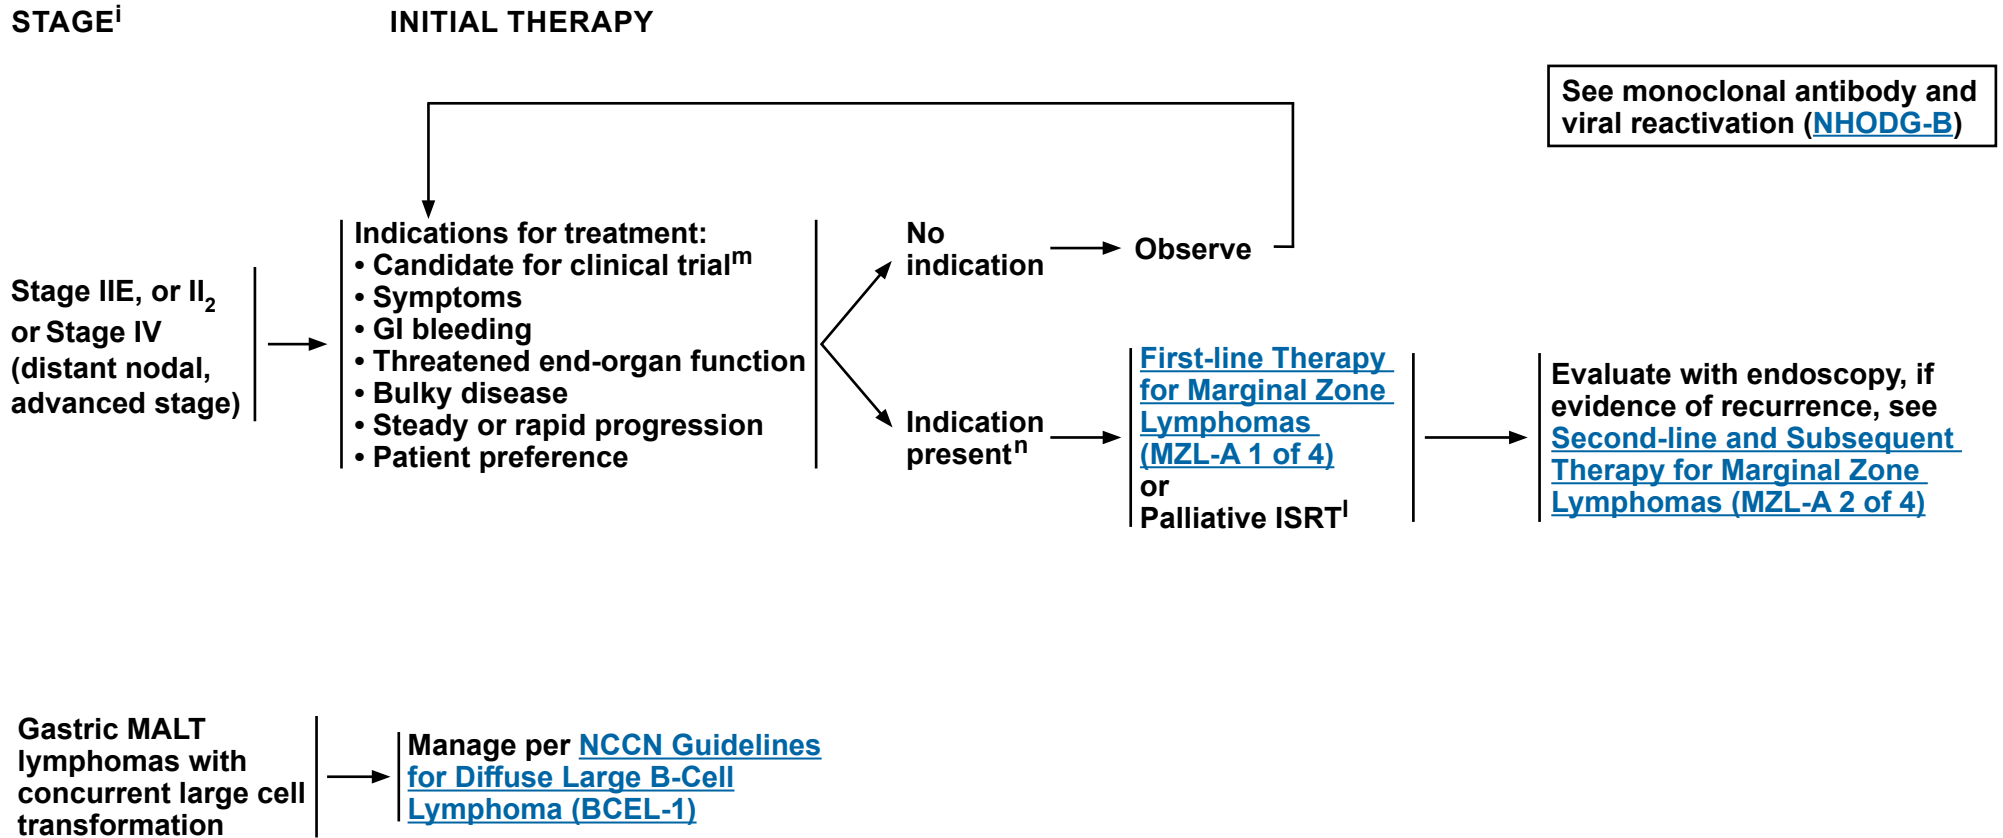 STAGEi
INITIAL THERAPY
See monoclonal antibody and
viral reactivation (NHODG-B)
Stage IIE, or II2
or Stage IV
(distant nodal,
advanced stage)
Indications for treatment:
• Candidate for clinical trialm
• Symptoms
• GI bleeding
• Threatened end-organ function
• Bulky disease
• Steady or rapid progression
• Patient preference
No
indication
Observe
Indication
presentn
First-line Therapy
for Marginal Zone
Lymphomas
(MZL-A 1 of 4)
or
Palliative ISRTl
Evaluate with endoscopy, if
evidence of recurrence, see
Second-line and Subsequent
Therapy for Marginal Zone
Lymphomas (MZL-A 2 of 4)
Gastric MALT
lymphomas with
concurrent large cell
transformation
Manage per NCCN Guidelines
for Diffuse Large B-Cell
Lymphoma (BCEL-1)